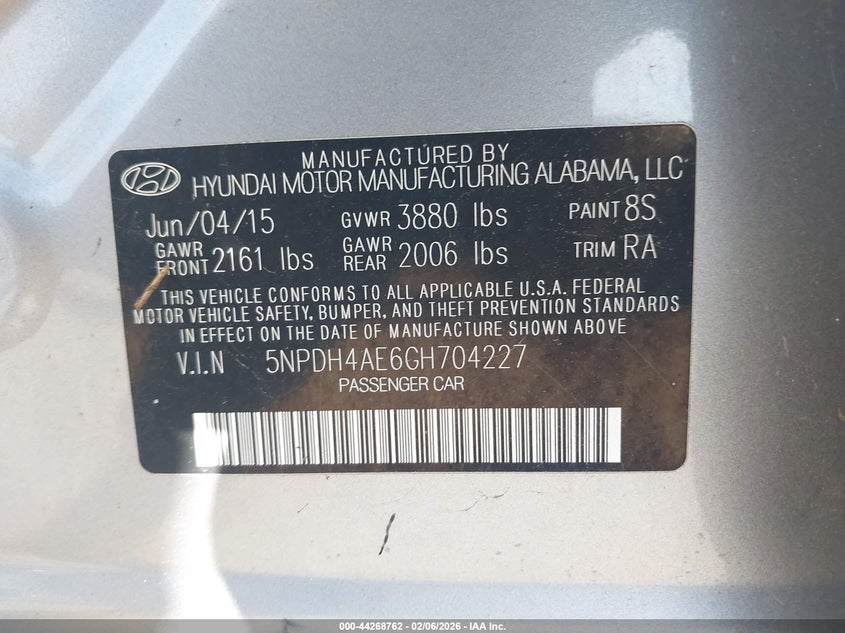 MANUFACTURED BY
HYUNDAI MOTOR MANUFACTURING ALABAMA, LLC
Jun/04/15 GVWR 3880 lbs PAINT 8S
GAWR FRONT 2161 lbs GAWR REAR 2006 lbs TRIM RA
THIS VEHICLE CONFORMS TO ALL APPLICABLE U.S.A. FEDERAL
MOTOR VEHICLE SAFETY, BUMPER, AND THEFT PREVENTION STANDARDS
IN EFFECT ON THE DATE OF MANUFACTURE SHOWN ABOVE
V.I.N 5NPDH4AE6GH704227
PASSENGER CAR
000-44268762 - 02/06/2026 - IAA Inc.